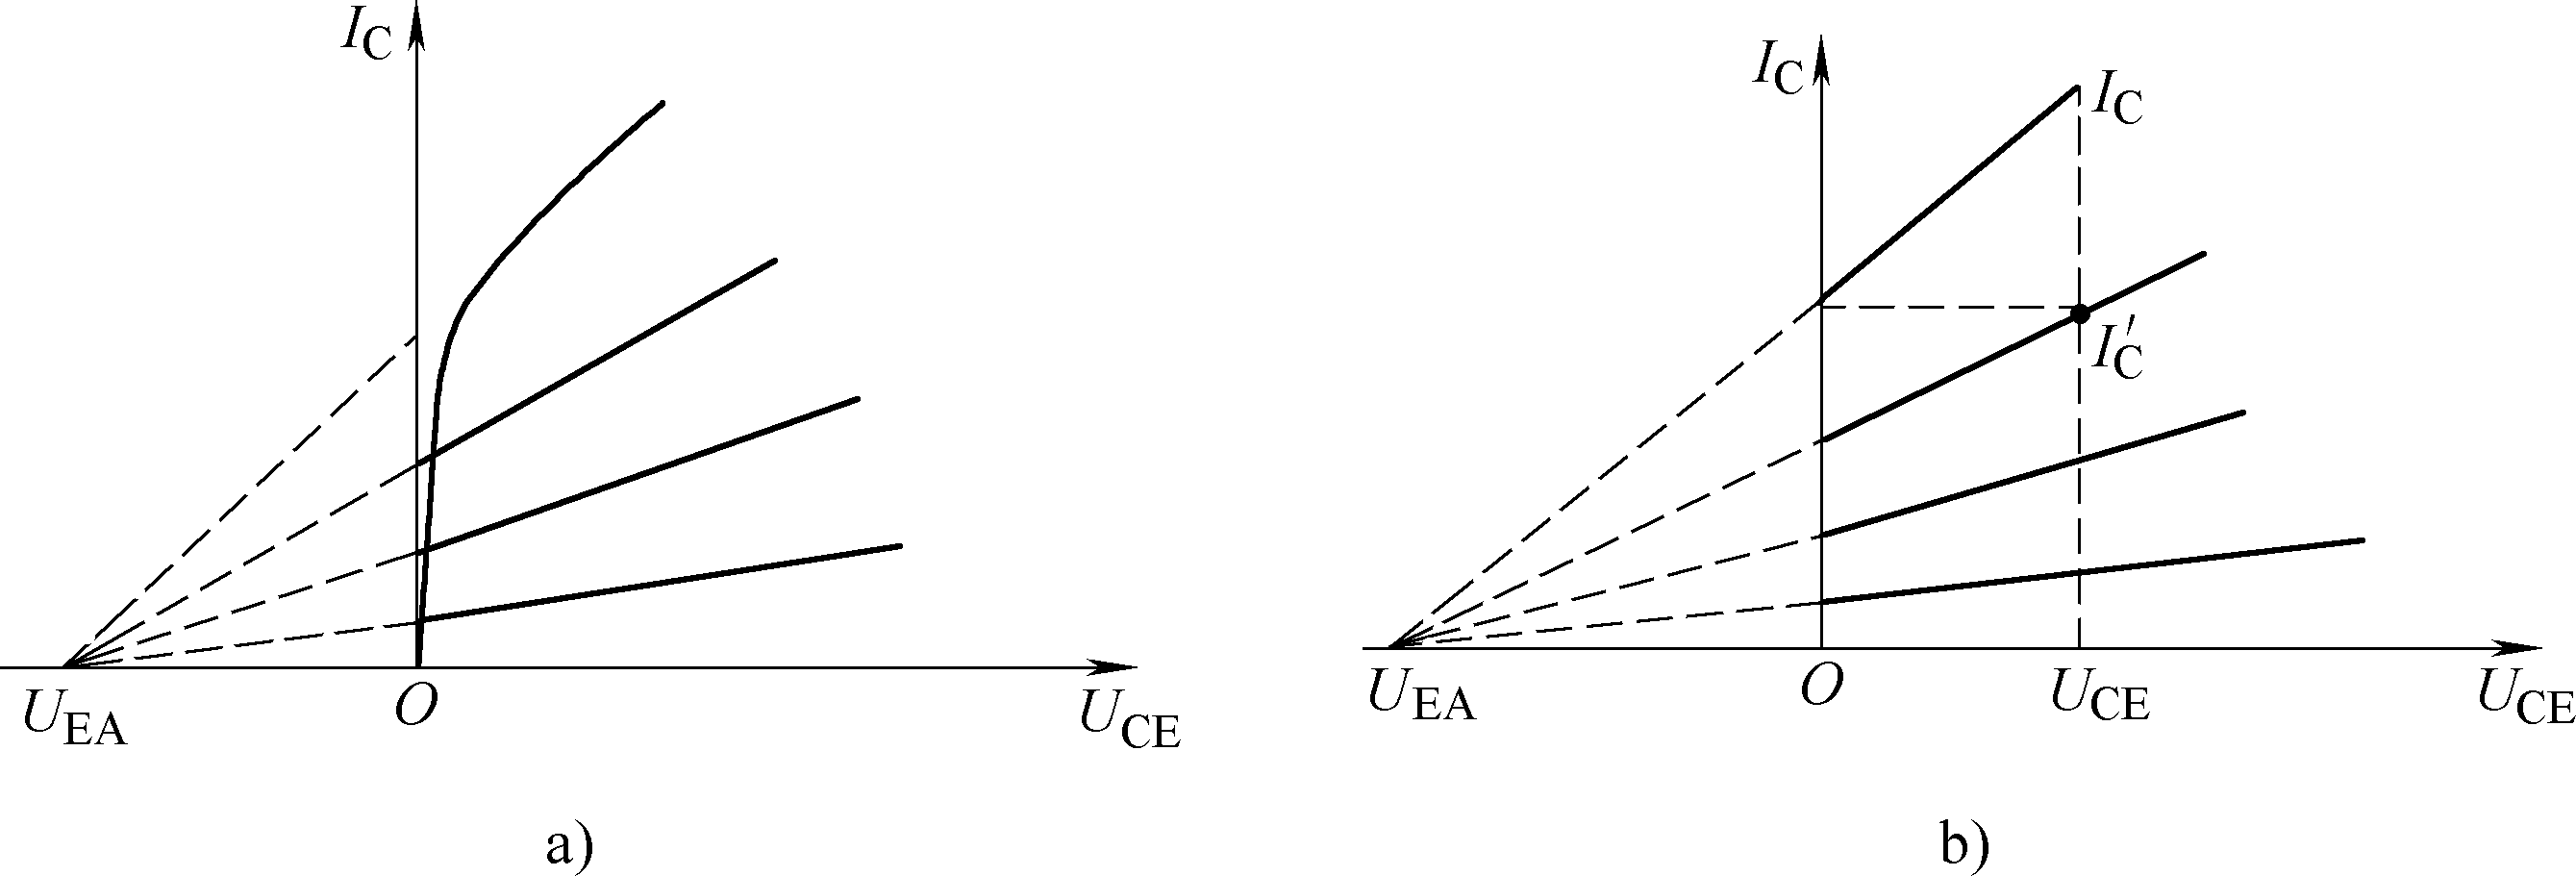 I_C
U_EA
O
U_CE
a)
I_C
I_C
I′_C
U_EA
O
U_CE
U_CE
b)